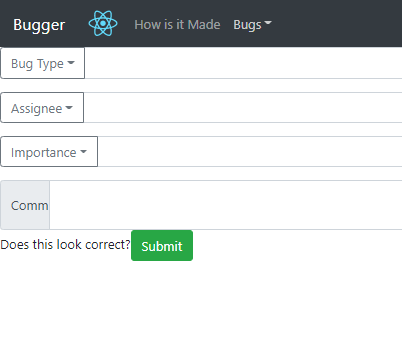 Bugger How is it Made Bugs
Bug Type
Assignee
Importance
Comm
Does this look correct? Submit